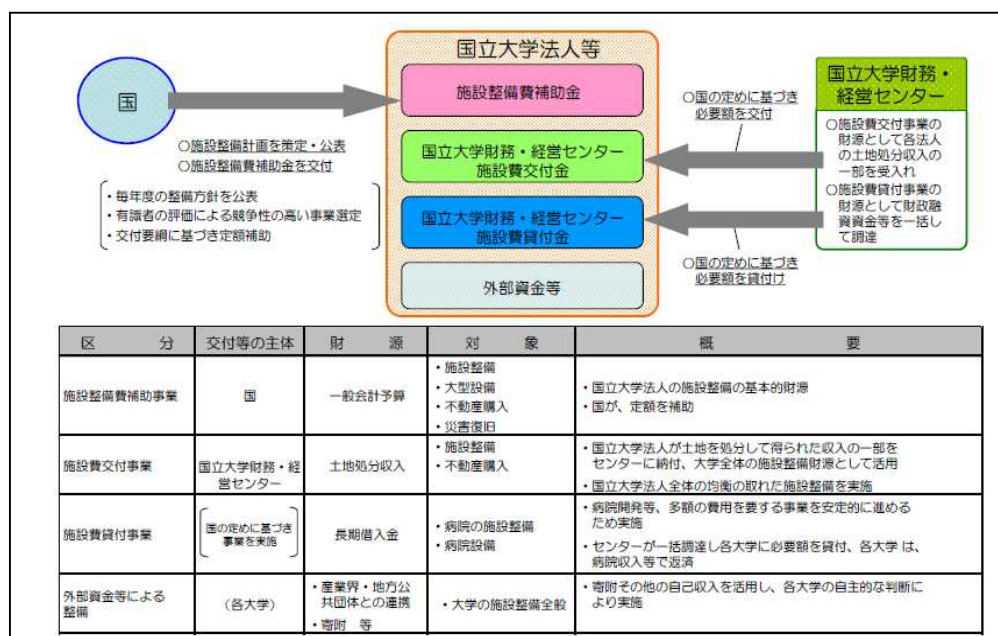 国立大学法人等
国
施設整備費補助金
国立大学財務・経営センター
施設費交付金
国立大学財務・経営センター
施設費貸付金
外部資金等
○施設整備計画を策定・公表
○施設整備費補助金を交付
・毎年度の整備方針を公表
・有識者の評価による競争性の高い事業選定
・交付要綱に基づき定額補助
○国の定めに基づき
必要額を交付
○国の定めに基づき
必要額を貸付け
国立大学財務・
経営センター
○施設費交付事業の
財源として各法人
の土地処分収入の
一部を受入れ
○施設費貸付事業の
財源として財政融
資資金等を一括し
て調達
区 分 交付等の主体 財 源 対 象 概 要
施設整備費補助事業
国
一般会計予算
・施設整備
・大型設備
・不動産購入
・災害復旧
・国立大学法人の施設整備の基本的財源
・国が、定額を補助
施設費交付事業
国立大学財務・経
営センター
土地処分収入
・施設整備
・不動産購入
・国立大学法人が土地を処分して得られた収入の一部を
センターに納付、大学全体の施設整備財源として活用
・国立大学法人全体の均衡の取れた施設整備を実施
施設費貸付事業
国の定めに基づき
事業を実施
長期借入金
・病院の施設整備
・病院設備
・病院開発等、多額の費用を要する事業を安定的に進める
ため実施
・センターが一括調達し各大学に必要額を貸付、各大学 は、
病院収入等で返済
外部資金等による
整備
（各大学）
・産業界・地方公
共団体との連携
・寄附 等
・大学の施設整備全般
・寄附その他の自己収入を活用し、各大学の自主的な判断に
より実施